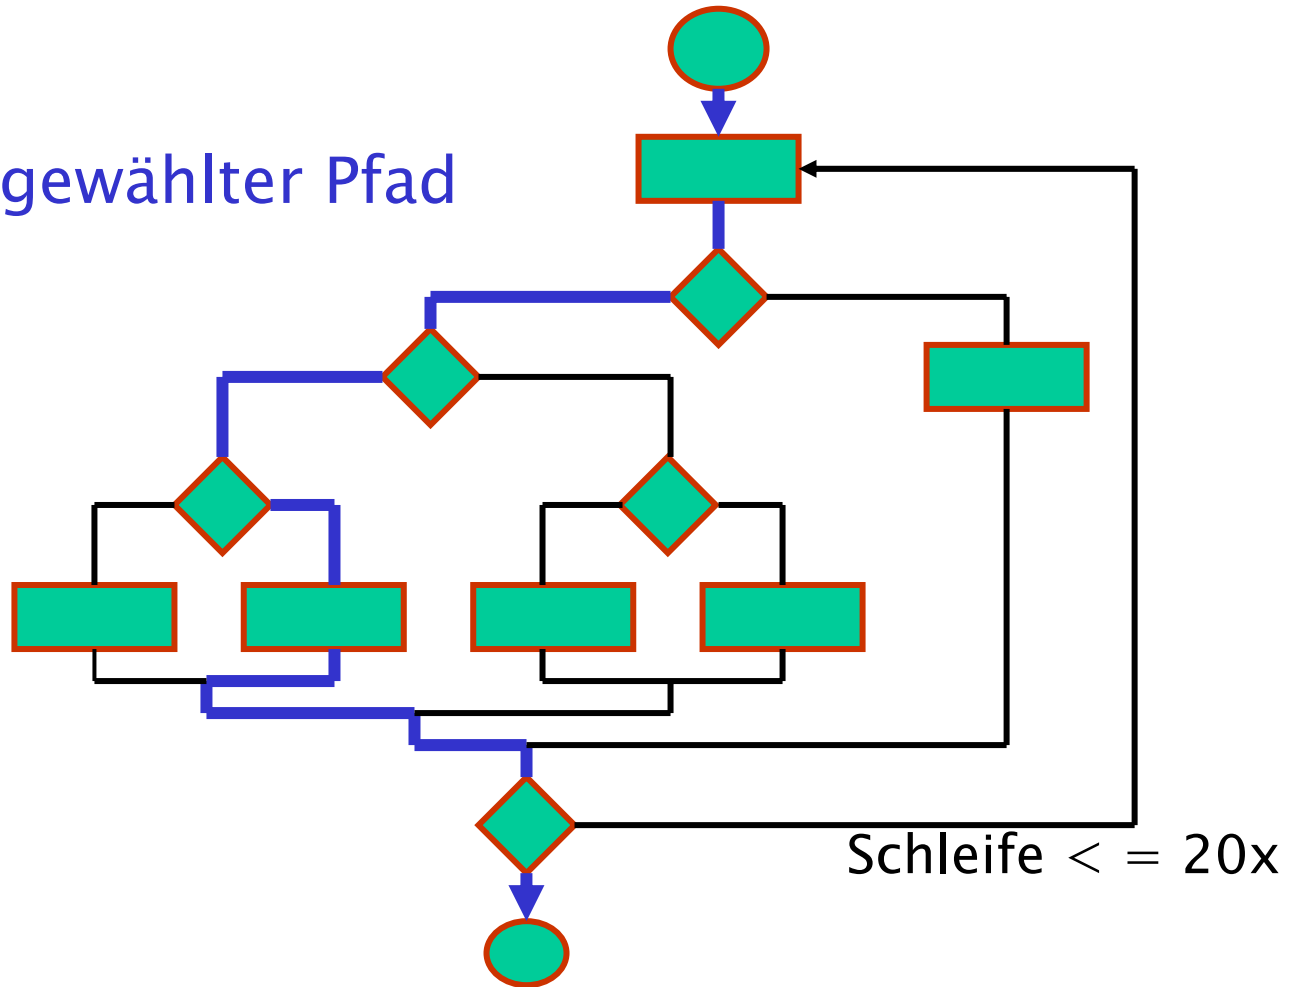 gewählter Pfad
Schleife < = 20x